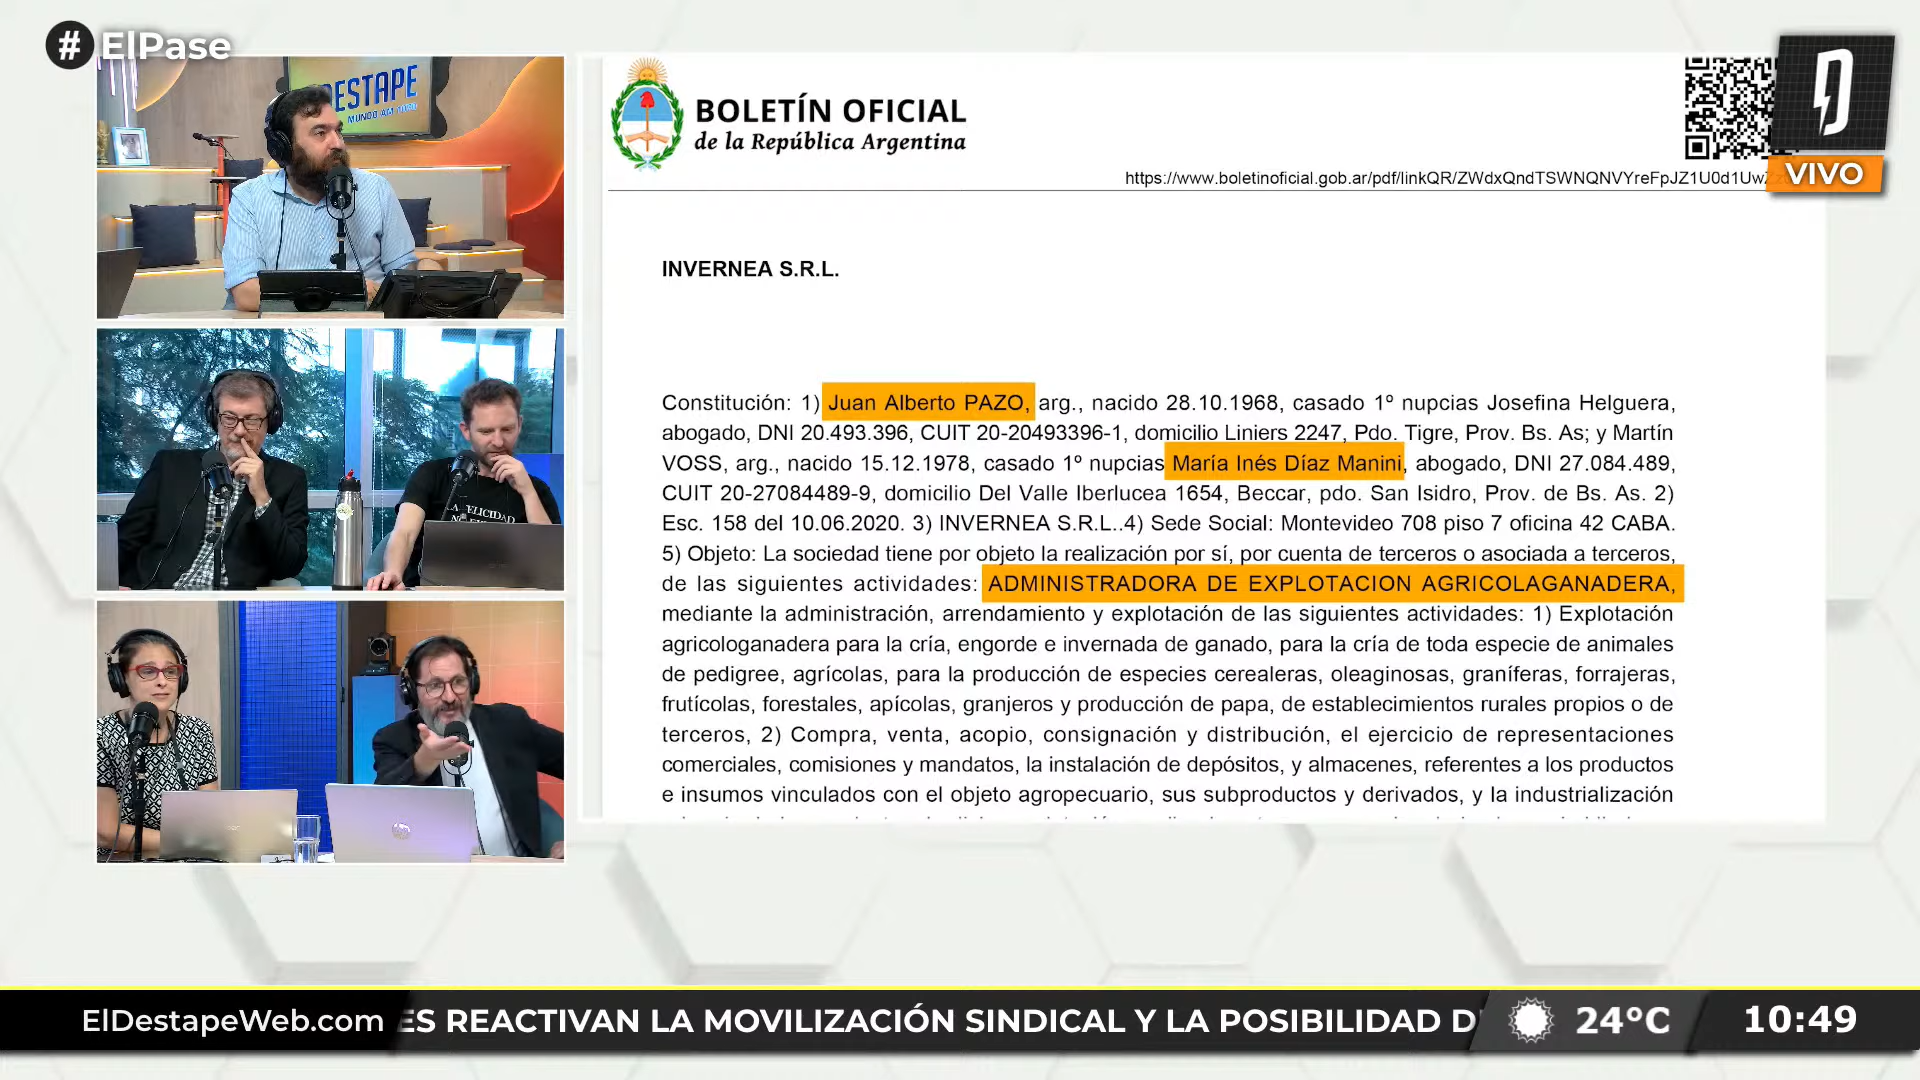 # ElPase
DESTAPE
MUNDO AM
VIVO
BOLETÍN OFICIAL
de la República Argentina
https://www.boletinoficial.gob.ar/pdf/linkQR/ZWdxQndTSWNQNVYreFpJZ1U0d1Uw
INVERNEA S.R.L.
Constitución: 1) Juan Alberto PAZO, arg., nacido 28.10.1968, casado 1º nupcias Josefina Helguera,
abogado, DNI 20.493.396, CUIT 20-20493396-1, domicilio Liniers 2247, Pdo. Tigre, Prov. Bs. As; y Martín
VOSS, arg., nacido 15.12.1978, casado 1º nupcias María Inés Díaz Manini, abogado, DNI 27.084.489,
CUIT 20-27084489-9, domicilio Del Valle Iberlucea 1654, Beccar, pdo. San Isidro, Prov. de Bs. As. 2)
Esc. 158 del 10.06.2020. 3) INVERNEA S.R.L..4) Sede Social: Montevideo 708 piso 7 oficina 42 CABA.
5) Objeto: La sociedad tiene por objeto la realización por sí, por cuenta de terceros o asociada a terceros,
de las siguientes actividades: ADMINISTRADORA DE EXPLOTACION AGRICOLAGANADERA,
mediante la administración, arrendamiento y explotación de las siguientes actividades: 1) Explotación
agricologanadera para la cría, engorde e invernada de ganado, para la cría de toda especie de animales
de pedigree, agrícolas, para la producción de especies cerealeras, oleaginosas, graníferas, forrajeras,
frutícolas, forestales, apícolas, granjeros y producción de papa, de establecimientos rurales propios o de
terceros, 2) Compra, venta, acopio, consignación y distribución, el ejercicio de representaciones
comerciales, comisiones y mandatos, la instalación de depósitos, y almacenes, referentes a los productos
e insumos vinculados con el objeto agropecuario, sus subproductos y derivados, y la industrialización
LA FELICIDAD
ElDestapeWeb.com
ES REACTIVAN LA MOVILIZACIÓN SINDICAL Y LA POSIBILIDAD D
24°C
10:49